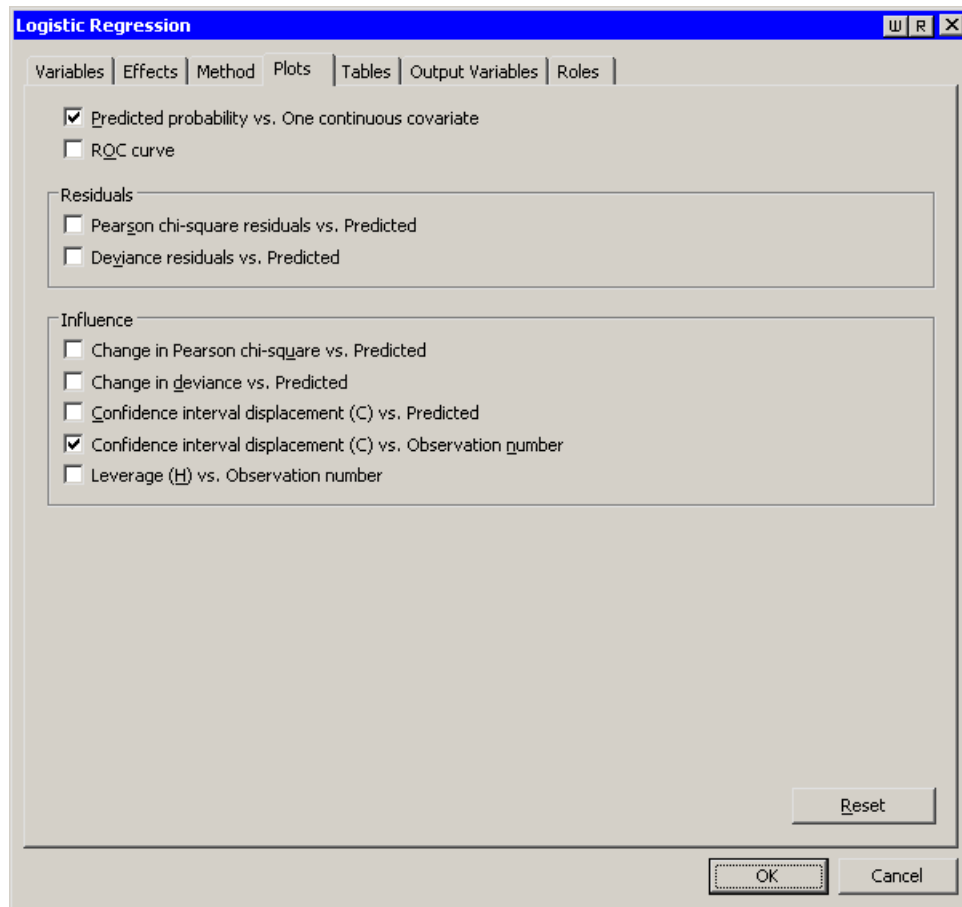 Logistic Regression W R X
Variables Effects Method Plots Tables Output Variables Roles
Predicted probability vs. One continuous covariate
ROC curve
Residuals
Pearson chi-square residuals vs. Predicted
Deviance residuals vs. Predicted
Influence
Change in Pearson chi-square vs. Predicted
Change in deviance vs. Predicted
Confidence interval displacement (C) vs. Predicted
Confidence interval displacement (C) vs. Observation number
Leverage (H) vs. Observation number
Reset
OK Cancel